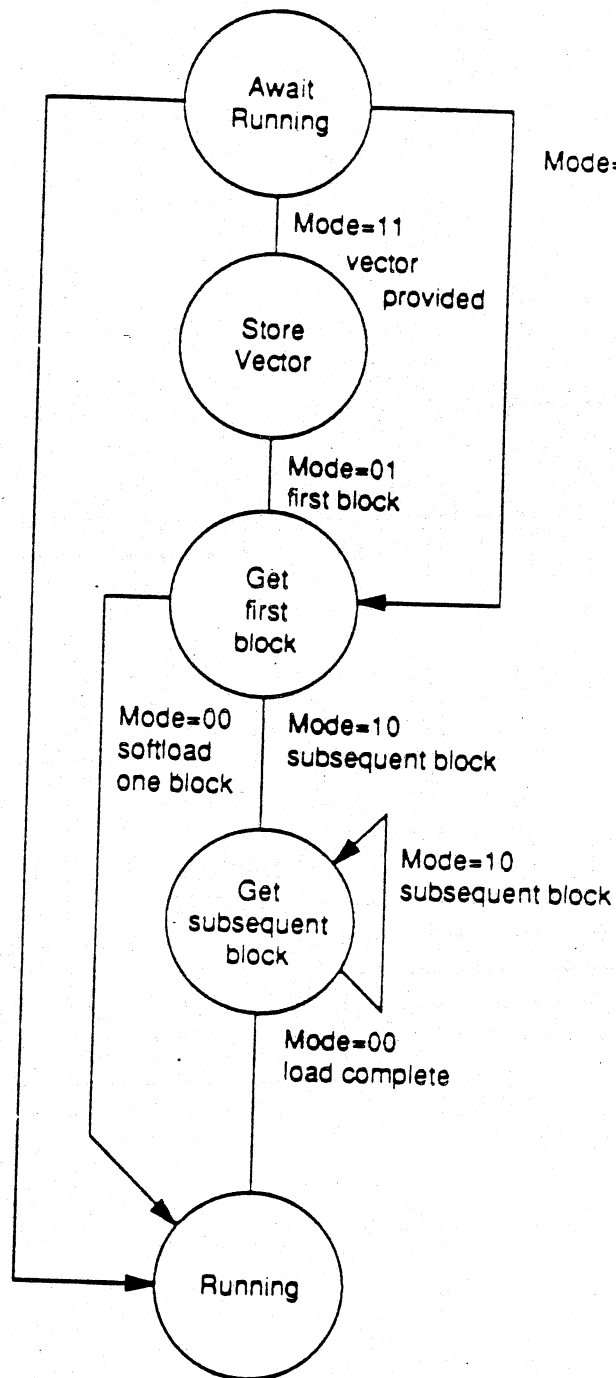 Await
Running
Mode=
Mode=11
vector
provided
Store
Vector
Mode=01
first block
Get
first
block
Mode=00
softload
one block
Mode=10
subsequent block
Get
subsequent
block
Mode=10
subsequent block
Mode=00
load complete
Running